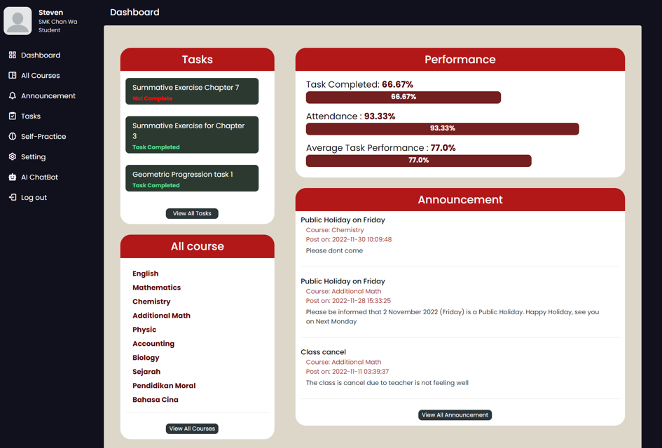 Steven
SMK Chan Wa
Student
Dashboard
All Courses
Announcement
Tasks
Self-Practice
Setting
AI ChatBot
Log out
Dashboard
Tasks
Summative Exercise Chapter 7
Not Complete
Summative Exercise for Chapter
3
Task Completed
Geometric Progression task 1
Task Completed
View All Tasks
All course
English
Mathematics
Chemistry
Additional Math
Physic
Accounting
Biology
Sejarah
Pendidikan Moral
Bahasa Cina
View All Courses
Performance
Task Completed: 66.67%
66.67%
Attendance : 93.33%
93.33%
Average Task Performance : 77.0%
77.0%
Announcement
Public Holiday on Friday
Course: Chemistry
Post on: 2022-11-30 10:09:48
Please dont come
Public Holiday on Friday
Course: Additional Math
Post on: 2022-11-28 15:33:25
Please be informed that 2 November 2022 (Friday) is a Public Holiday. Happy Holiday, see you
on Next Monday
Class cancel
Course: Additional Math
Post on: 2022-11-11 03:39:37
The class is cancel due to teacher is not feeling well
View All Announcement